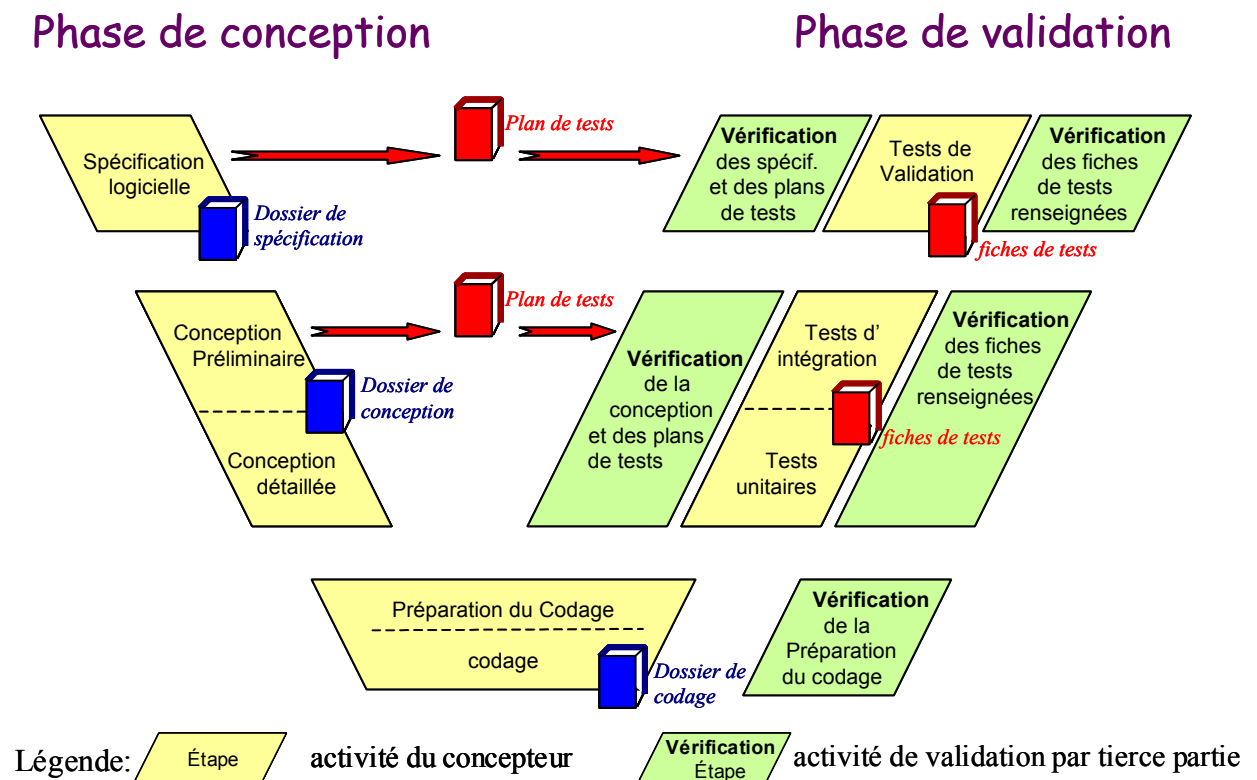 Phase de conception
Phase de validation
Spécification
logicielle
Dossier de
spécification
Plan de tests
Vérification
des spécif.
et des plans
de tests
Tests de
Validation
fiches de tests
Vérification
des fiches
de tests
renseignées
Conception
Préliminaire
Conception
détaillée
Dossier de
conception
Plan de tests
Vérification
de la
conception
et des plans
de tests
Tests d'
intégration
Tests
unitaires
fiches de tests
Vérification
des fiches
de tests
renseignées
Préparation du Codage
codage
Dossier de
codage
Vérification
de la
Préparation
du codage
Légende:
Étape
activité du concepteur
Vérification
Étape
activité de validation par tierce partie